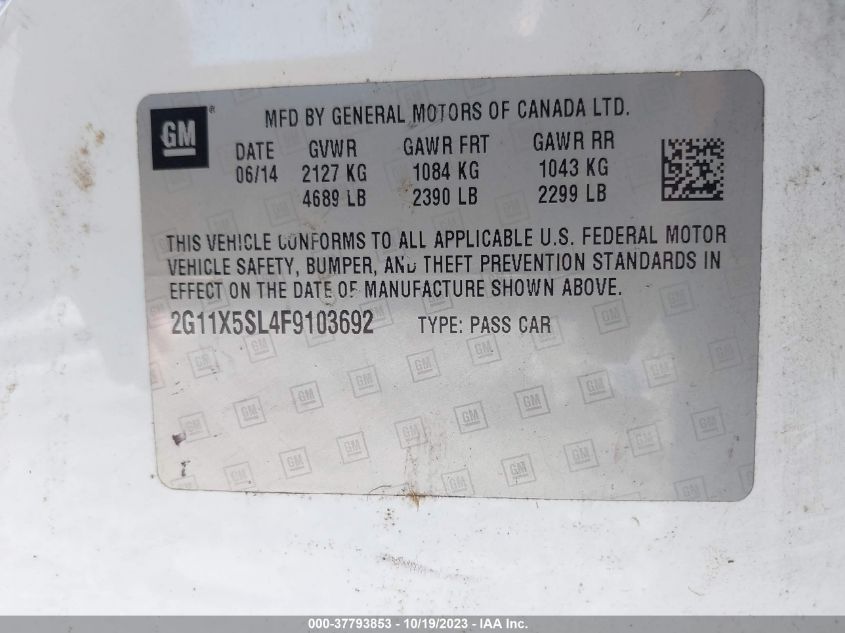 GM®
MFD BY GENERAL MOTORS OF CANADA LTD.
DATE GVWR GAWR FRT GAWR RR
06/14 2127 KG 1084 KG 1043 KG
4689 LB 2390 LB 2299 LB
THIS VEHICLE CONFORMS TO ALL APPLICABLE U.S. FEDERAL MOTOR
VEHICLE SAFETY, BUMPER, AND THEFT PREVENTION STANDARDS IN
EFFECT ON THE DATE OF MANUFACTURE SHOWN ABOVE.
2G11X5SL4F9103692 TYPE: PASS CAR
000-37793853 - 10/19/2023 - IAA Inc.